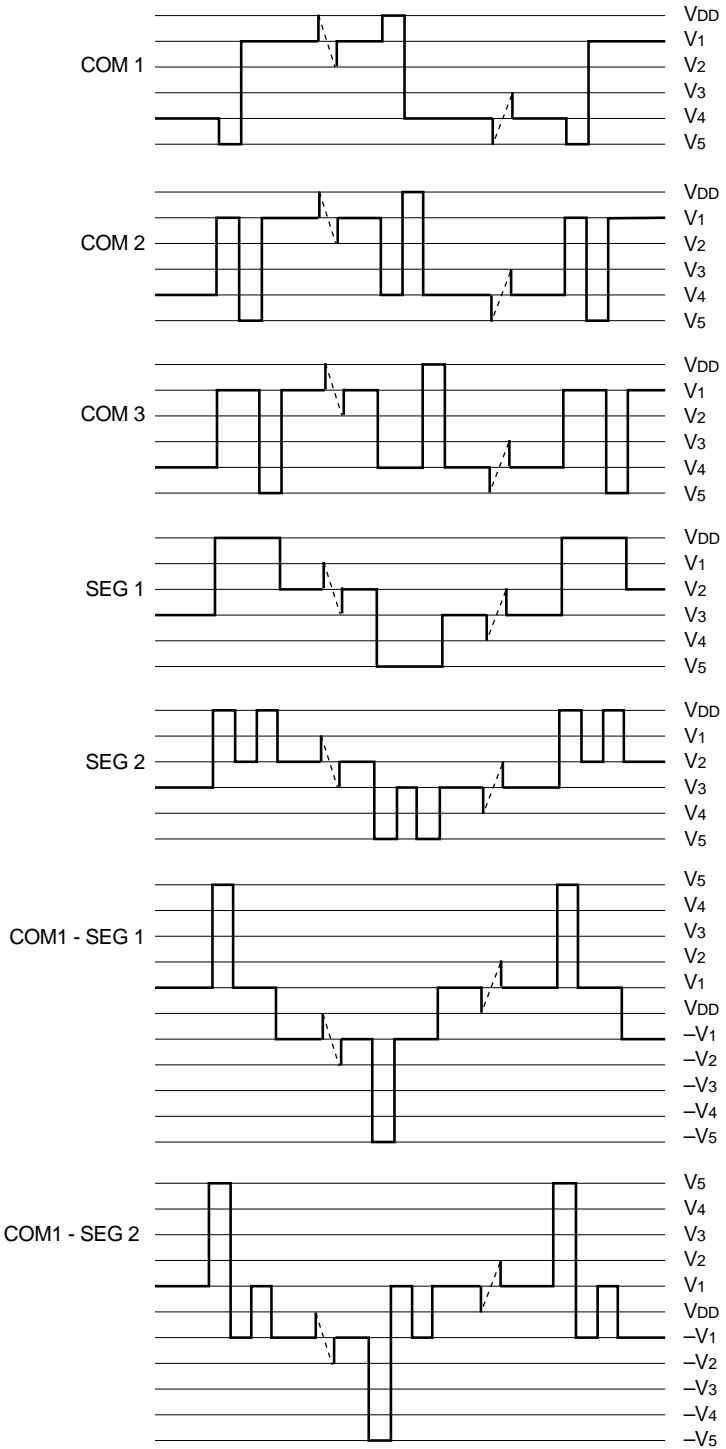 VDD
V1
COM 1 V2
V3
V4
V5
VDD
V1
COM 2 V2
V3
V4
V5
VDD
V1
COM 3 V2
V3
V4
V5
VDD
V1
SEG 1 V2
V3
V4
V5
VDD
V1
SEG 2 V2
V3
V4
V5
V5
V4
COM1 - SEG 1 V3
V2
V1
VDD
–V1
–V2
–V3
–V4
–V5
V5
V4
COM1 - SEG 2 V3
V2
V1
VDD
–V1
–V2
–V3
–V4
–V5